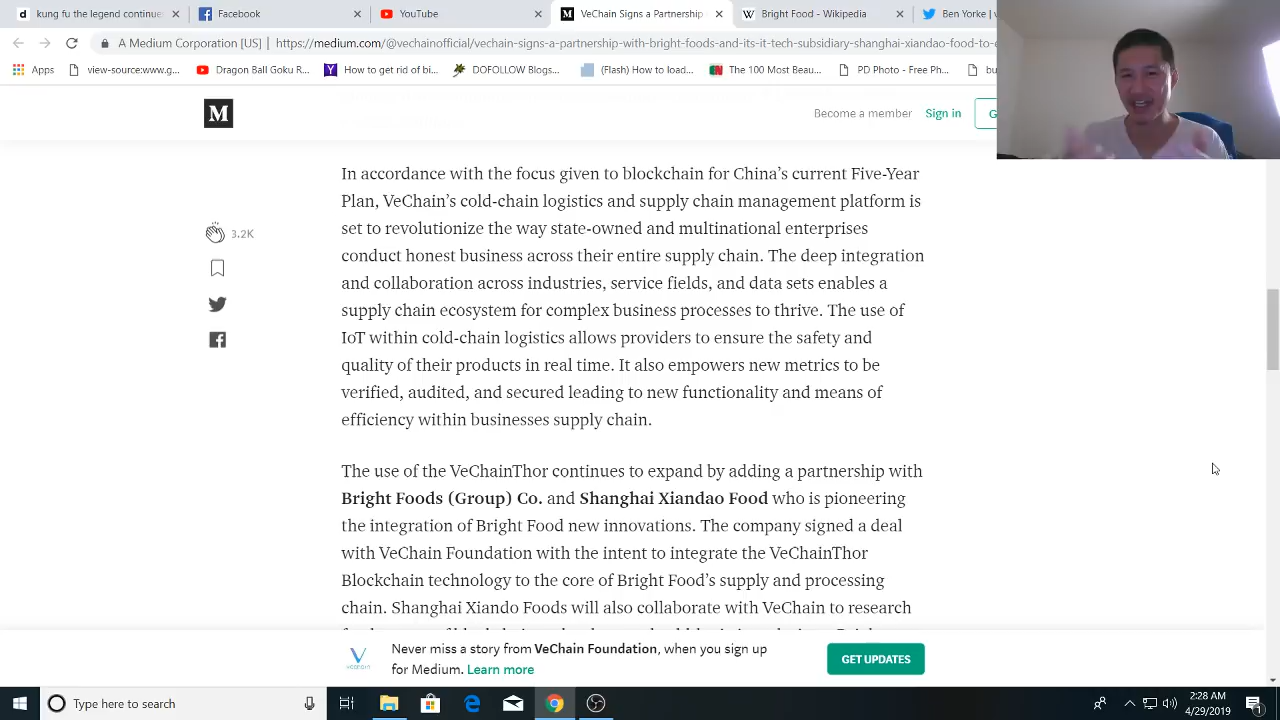 kung the legend continue
Facebook
YouTube
VeChain Signs a Partnership
Bright Food - Wikipedia
Ben Yorke |
A Medium Corporation [US] | https://medium.com/@vechainofficial/vechain-signs-a-partnership-with-bright-foods-and-its-it-tech-subsidiary-shanghai-xiandao-food-to-e
Apps
view-source:www.g...
Dragon Ball Goku I...
How to get rid of bi...
DOFOLLOW Blogs...
(Flash) How to load...
The 100 Most Beau...
PD Photo - Free Ph...
bu
M
Become a member
Sign in
G
In accordance with the focus given to blockchain for China's current Five-Year
Plan, VeChain's cold-chain logistics and supply chain management platform is
set to revolutionize the way state-owned and multinational enterprises
conduct honest business across their entire supply chain. The deep integration
and collaboration across industries, service fields, and data sets enables a
supply chain ecosystem for complex business processes to thrive. The use of
IoT within cold-chain logistics allows providers to ensure the safety and
quality of their products in real time. It also empowers new metrics to be
verified, audited, and secured leading to new functionality and means of
efficiency within businesses supply chain.
3.2K
The use of the VeChainThor continues to expand by adding a partnership with
Bright Foods (Group) Co. and Shanghai Xiandao Food who is pioneering
the integration of Bright Food new innovations. The company signed a deal
with VeChain Foundation with the intent to integrate the VeChainThor
Blockchain technology to the core of Bright Food's supply and processing
chain. Shanghai Xiando Foods will also collaborate with VeChain to research
Never miss a story from VeChain Foundation, when you sign up
for Medium. Learn more
GET UPDATES
VECHAIN
Type here to search
2:28 AM
4/29/2019